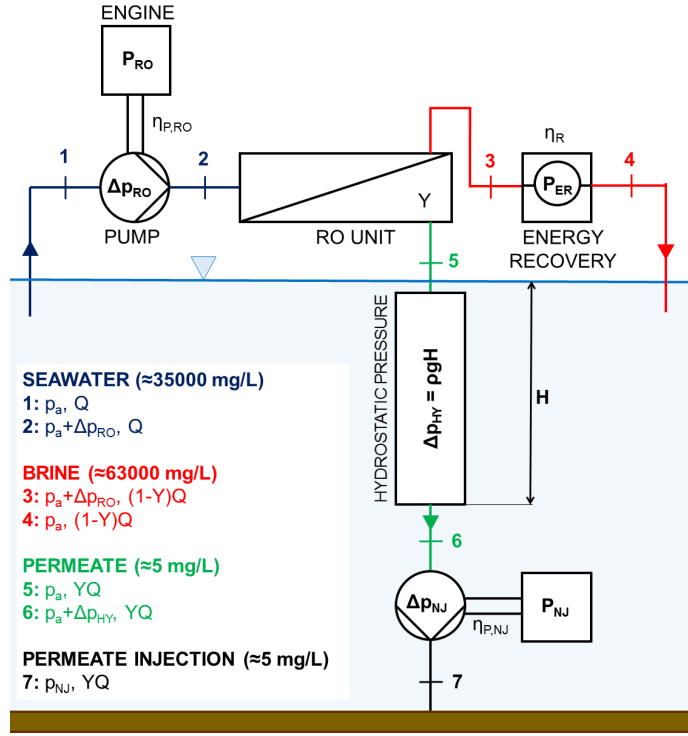 ENGINE
P_RO
η_P,RO
1
2
Δp_RO
PUMP
Y
RO UNIT
3
η_R
P_ER
4
ENERGY
RECOVERY
5
HYDROSTATIC PRESSURE
Δp_HY = ρgH
H
SEAWATER (≈35000 mg/L)
1: p_a, Q
2: p_a+Δp_RO, Q
BRINE (≈63000 mg/L)
3: p_a+Δp_RO, (1-Y)Q
4: p_a, (1-Y)Q
PERMEATE (≈5 mg/L)
5: p_a, YQ
6: p_a+Δp_HY, YQ
PERMEATE INJECTION (≈5 mg/L)
7: p_NJ, YQ
6
Δp_NJ
η_P,NJ
P_NJ
7